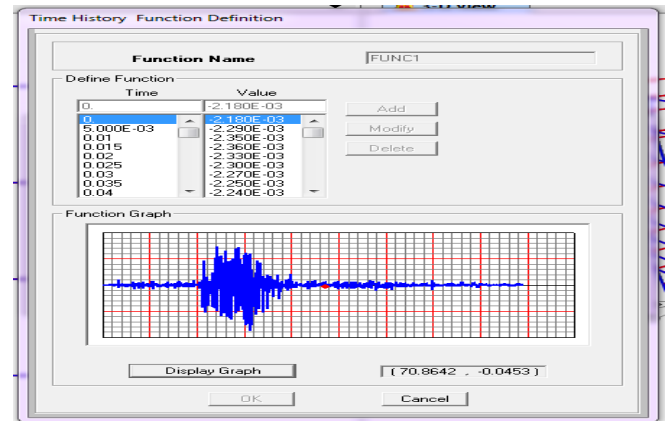 3-D View
Time History Function Definition
Function Name FUNC1
Define Function
Time Value
0. -2.180E-03
0 -2.180E-03
5.000E-03 -2.290E-03
0.01 -2.350E-03
0.015 -2.360E-03
0.02 -2.330E-03
0.025 -2.300E-03
0.03 -2.270E-03
0.035 -2.250E-03
0.04 -2.240E-03
Add
Modify
Delete
Function Graph
Display Graph (70.8642 , -0.0453)
OK Cancel